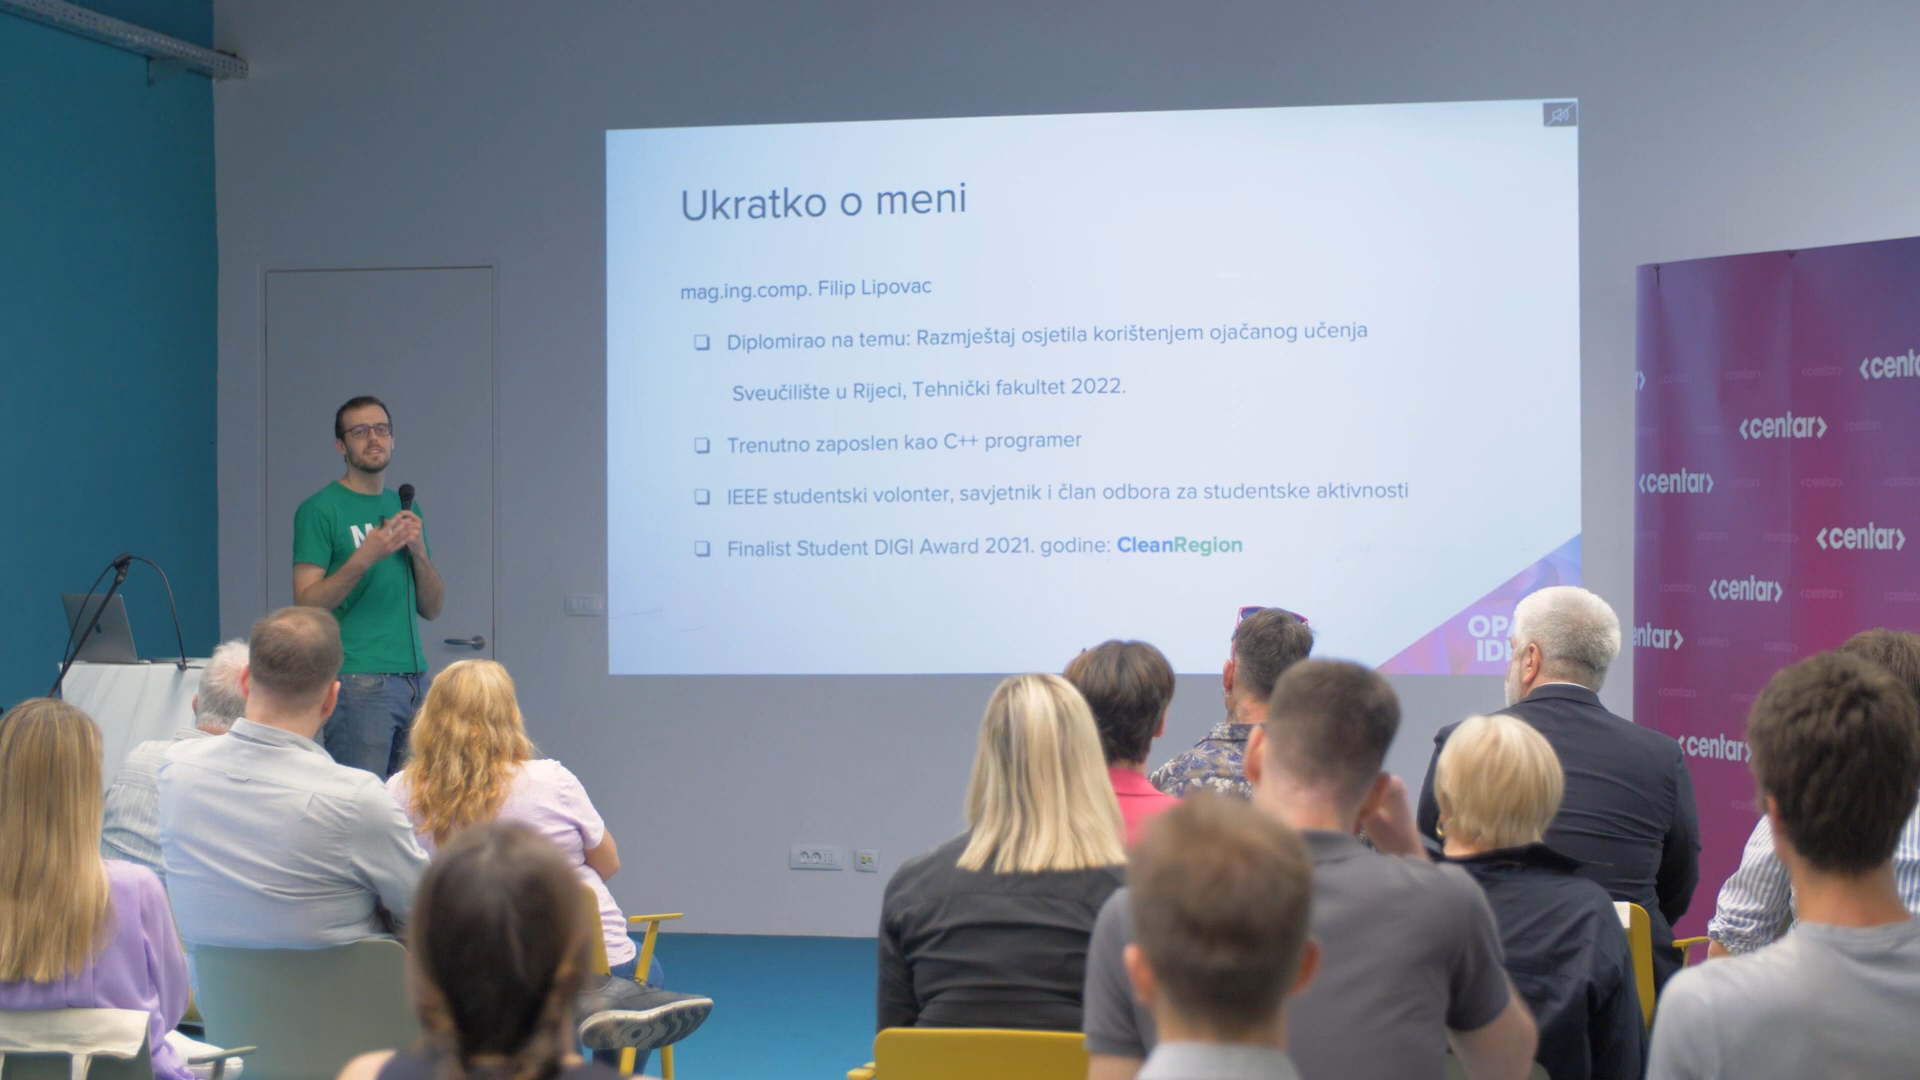 Ukratko o meni
mag.ing.comp. Filip Lipovac
Diplomirao na temu: Razmještaj osjetila korištenjem ojačanog učenja
Sveučilište u Rijeci, Tehnički fakultet 2022.
Trenutno zaposlen kao C++ programer
IEEE studentski volonter, savjetnik i član odbora za studentske aktivnosti
Finalist Student DIGI Award 2021. godine: CleanRegion
<centar>
<centar>
<centar>
<centar>
<centar>